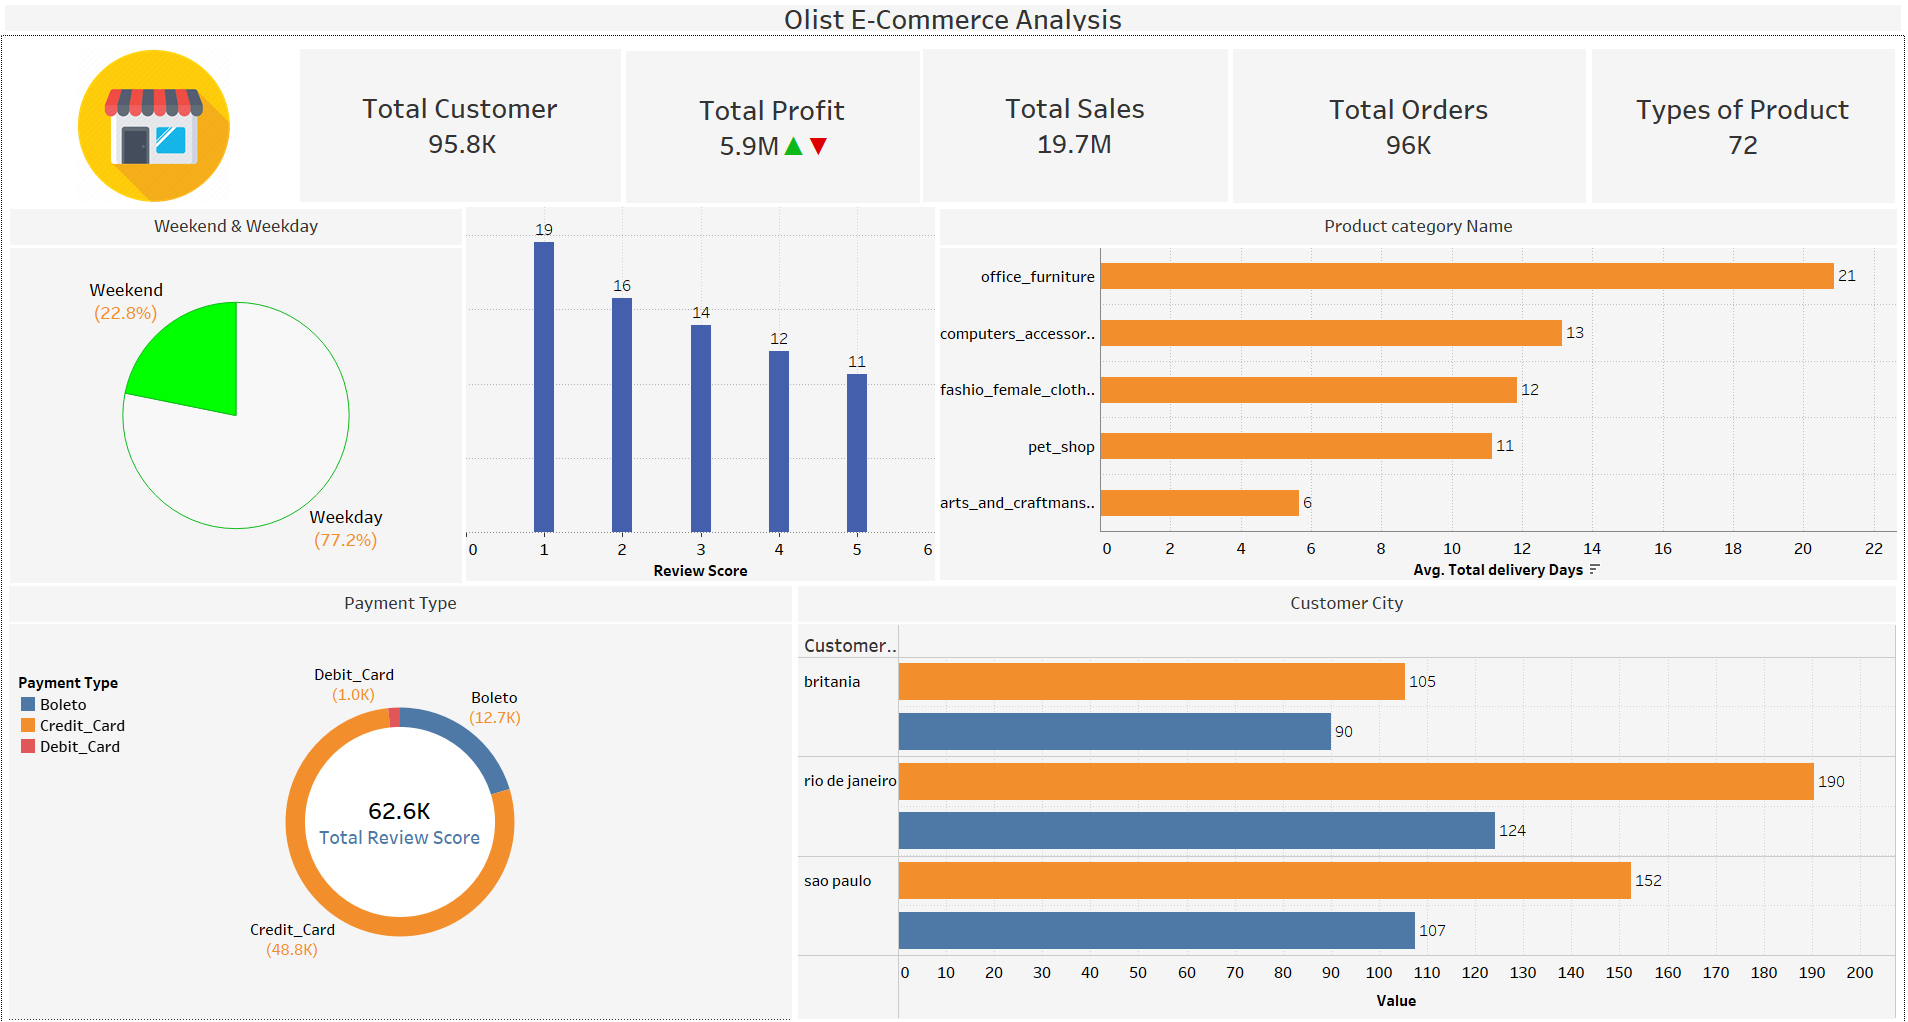 Olist E-Commerce Analysis
Total Customer
95.8K
Total Profit
5.9M
Total Sales
19.7M
Total Orders
96K
Types of Product
72
Weekend & Weekday
Weekend
(22.8%)
Weekday
(77.2%)
19
16
14
12
11
0 1 2 3 4 5 6
Review Score
Product category Name
office_furniture 21
computers_accessor.. 13
fashio_female_cloth.. 12
pet_shop 11
arts_and_craftmans.. 6
0 2 4 6 8 10 12 14 16 18 20 22
Avg. Total delivery Days
Payment Type
Payment Type
Boleto
Credit_Card
Debit_Card
Debit_Card
(1.0K)
Boleto
(12.7K)
62.6K
Total Review Score
Credit_Card
(48.8K)
Customer City
Customer..
britania 105
90
rio de janeiro 190
124
sao paulo 152
107
0 10 20 30 40 50 60 70 80 90 100 110 120 130 140 150 160 170 180 190 200
Value